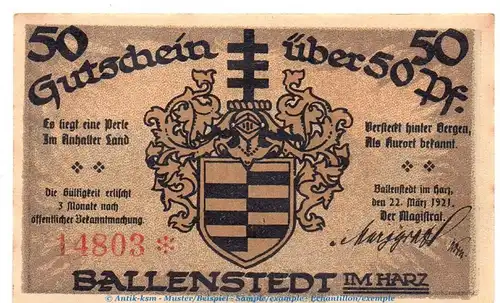 50 Gutschein über 50 Pf. 50
Es liegt eine Perle
Im Anhalter Land
Versteckt hinter Bergen,
Als Kurort bekannt.
Die Gültigkeit erlischt
3 Monate nach
öffentlicher Bekanntmachung.
Ballenstedt im Harz,
den 22. März 1921.
Der Magistrat.
14803 *
BALLENSTEDT IM HARZ
© Antik-ksm - Muster/Beispiel - Sample/exemple - Échantillon/exemplar